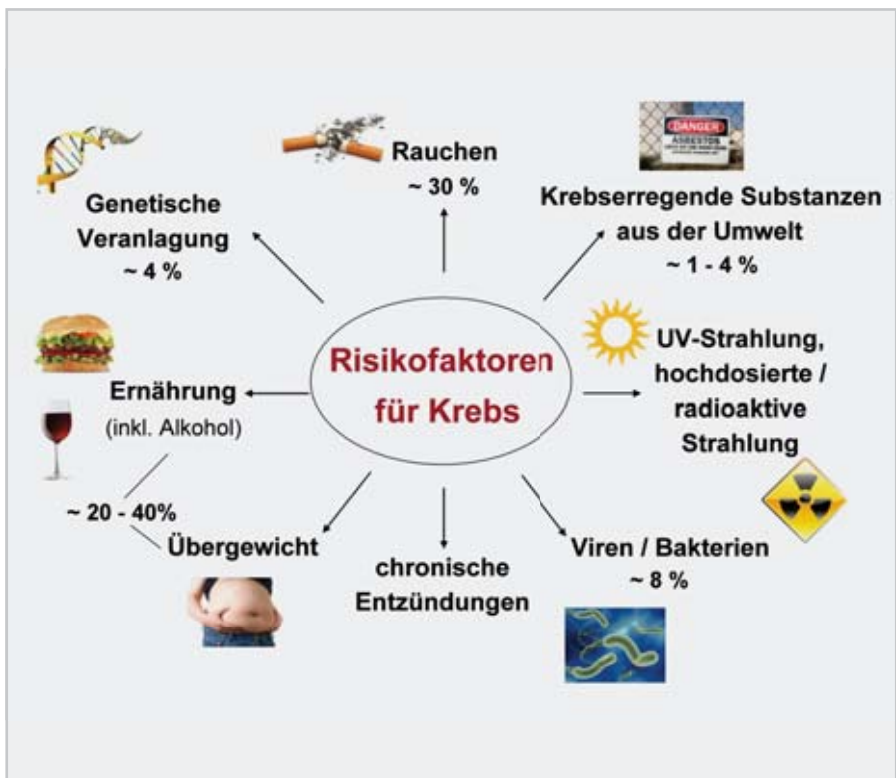 Risikofaktoren
für Krebs
Rauchen
~ 30 %
DANGER
ASBESTOS
Krebserregende Substanzen
aus der Umwelt
~ 1 - 4 %
UV-Strahlung,
hochdosierte /
radioaktive
Strahlung
Viren / Bakterien
~ 8 %
chronische
Entzündungen
Übergewicht
~ 20 - 40%
Ernährung
(inkl. Alkohol)
Genetische
Veranlagung
~ 4 %